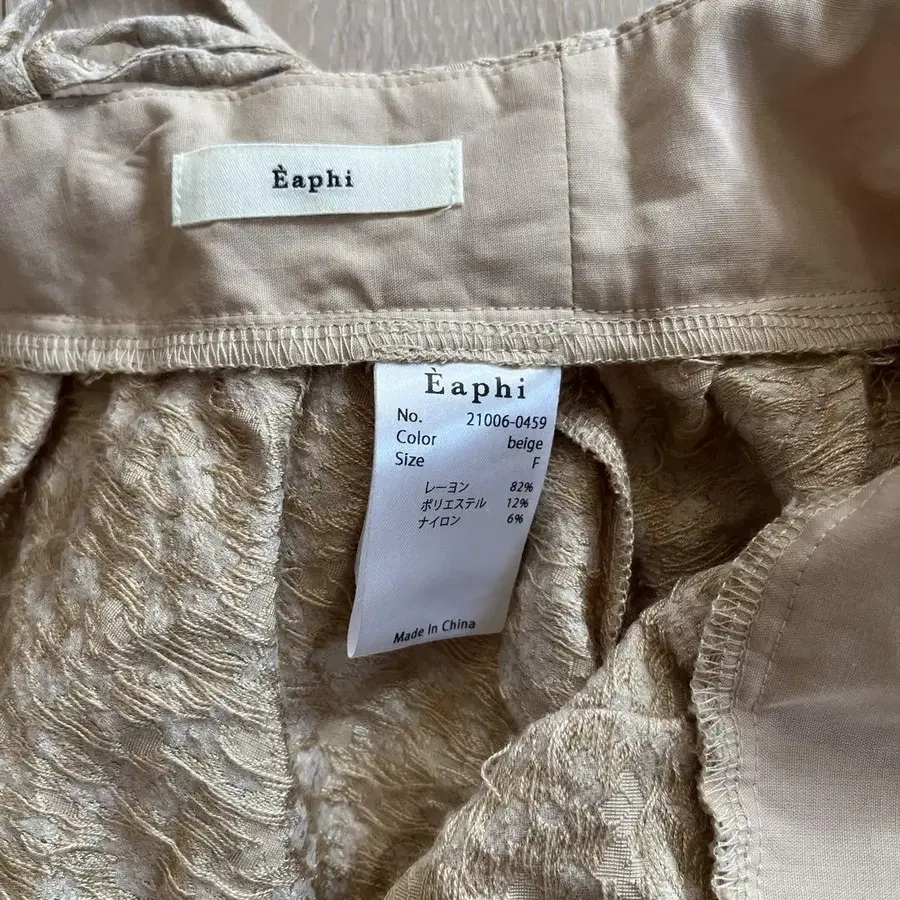 Èaphi
Èaphi
No. 21006-0459
Color beige
Size F
レーヨン 82%
ポリエステル 12%
ナイロン 6%
Made In China